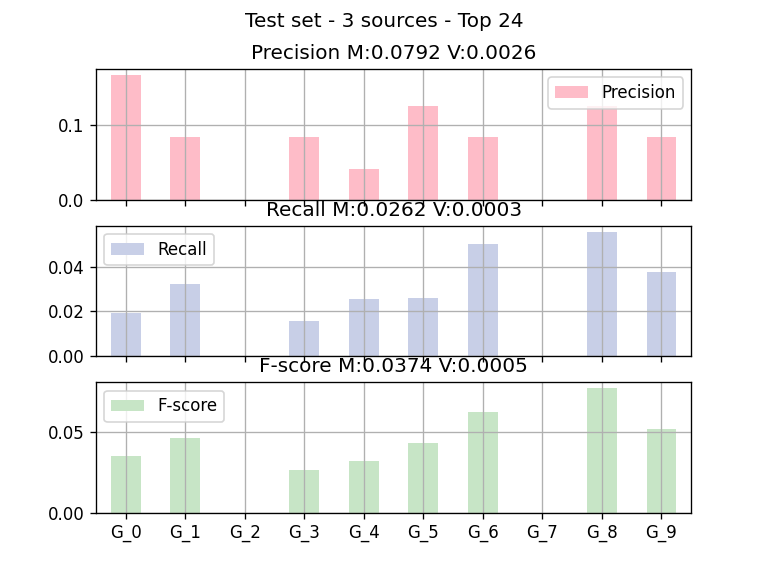 Test set - 3 sources - Top 24
Precision M:0.0792 V:0.0026
Precision
0.1
0.0
Recall M:0.0262 V:0.0003
Recall
0.04
0.02
0.00
F-score M:0.0374 V:0.0005
F-score
0.05
0.00
G_0 G_1 G_2 G_3 G_4 G_5 G_6 G_7 G_8 G_9